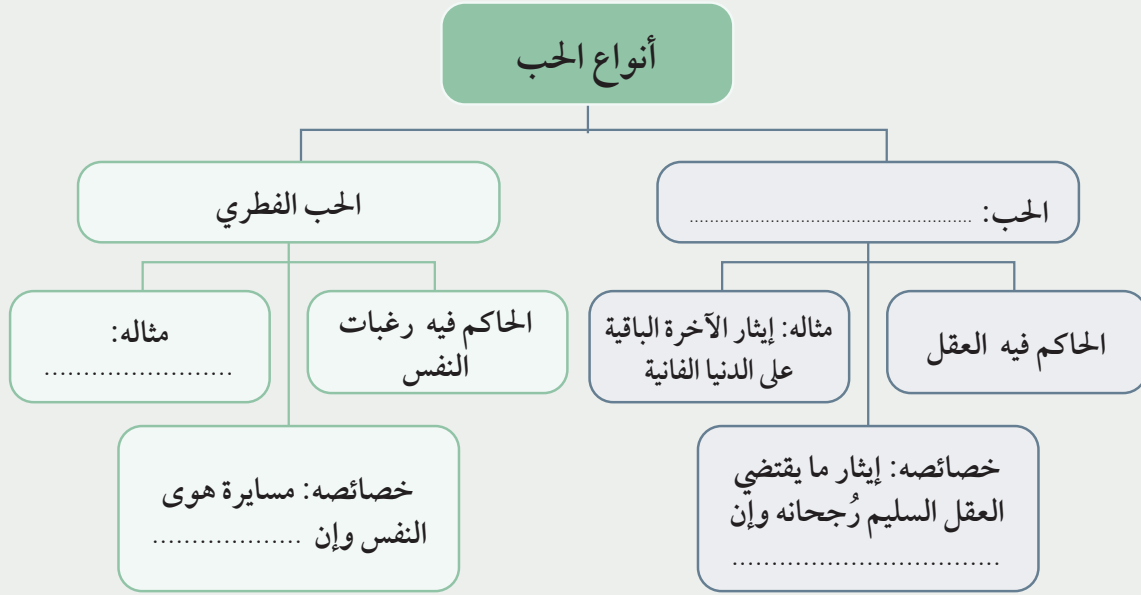 أنواع الحب
الحب: ........................................................
الحب الفطري
الحاكم فيه العقل
مثاله: إيثار الآخرة الباقية
على الدنيا الفانية
الحاكم فيه رغبات
النفس
مثاله:
........................
خصائصه: إيثار ما يقتضي
العقل السليم رُجحانه وإن
..................................
خصائصه: مسايرة هوى
النفس وإن ...................